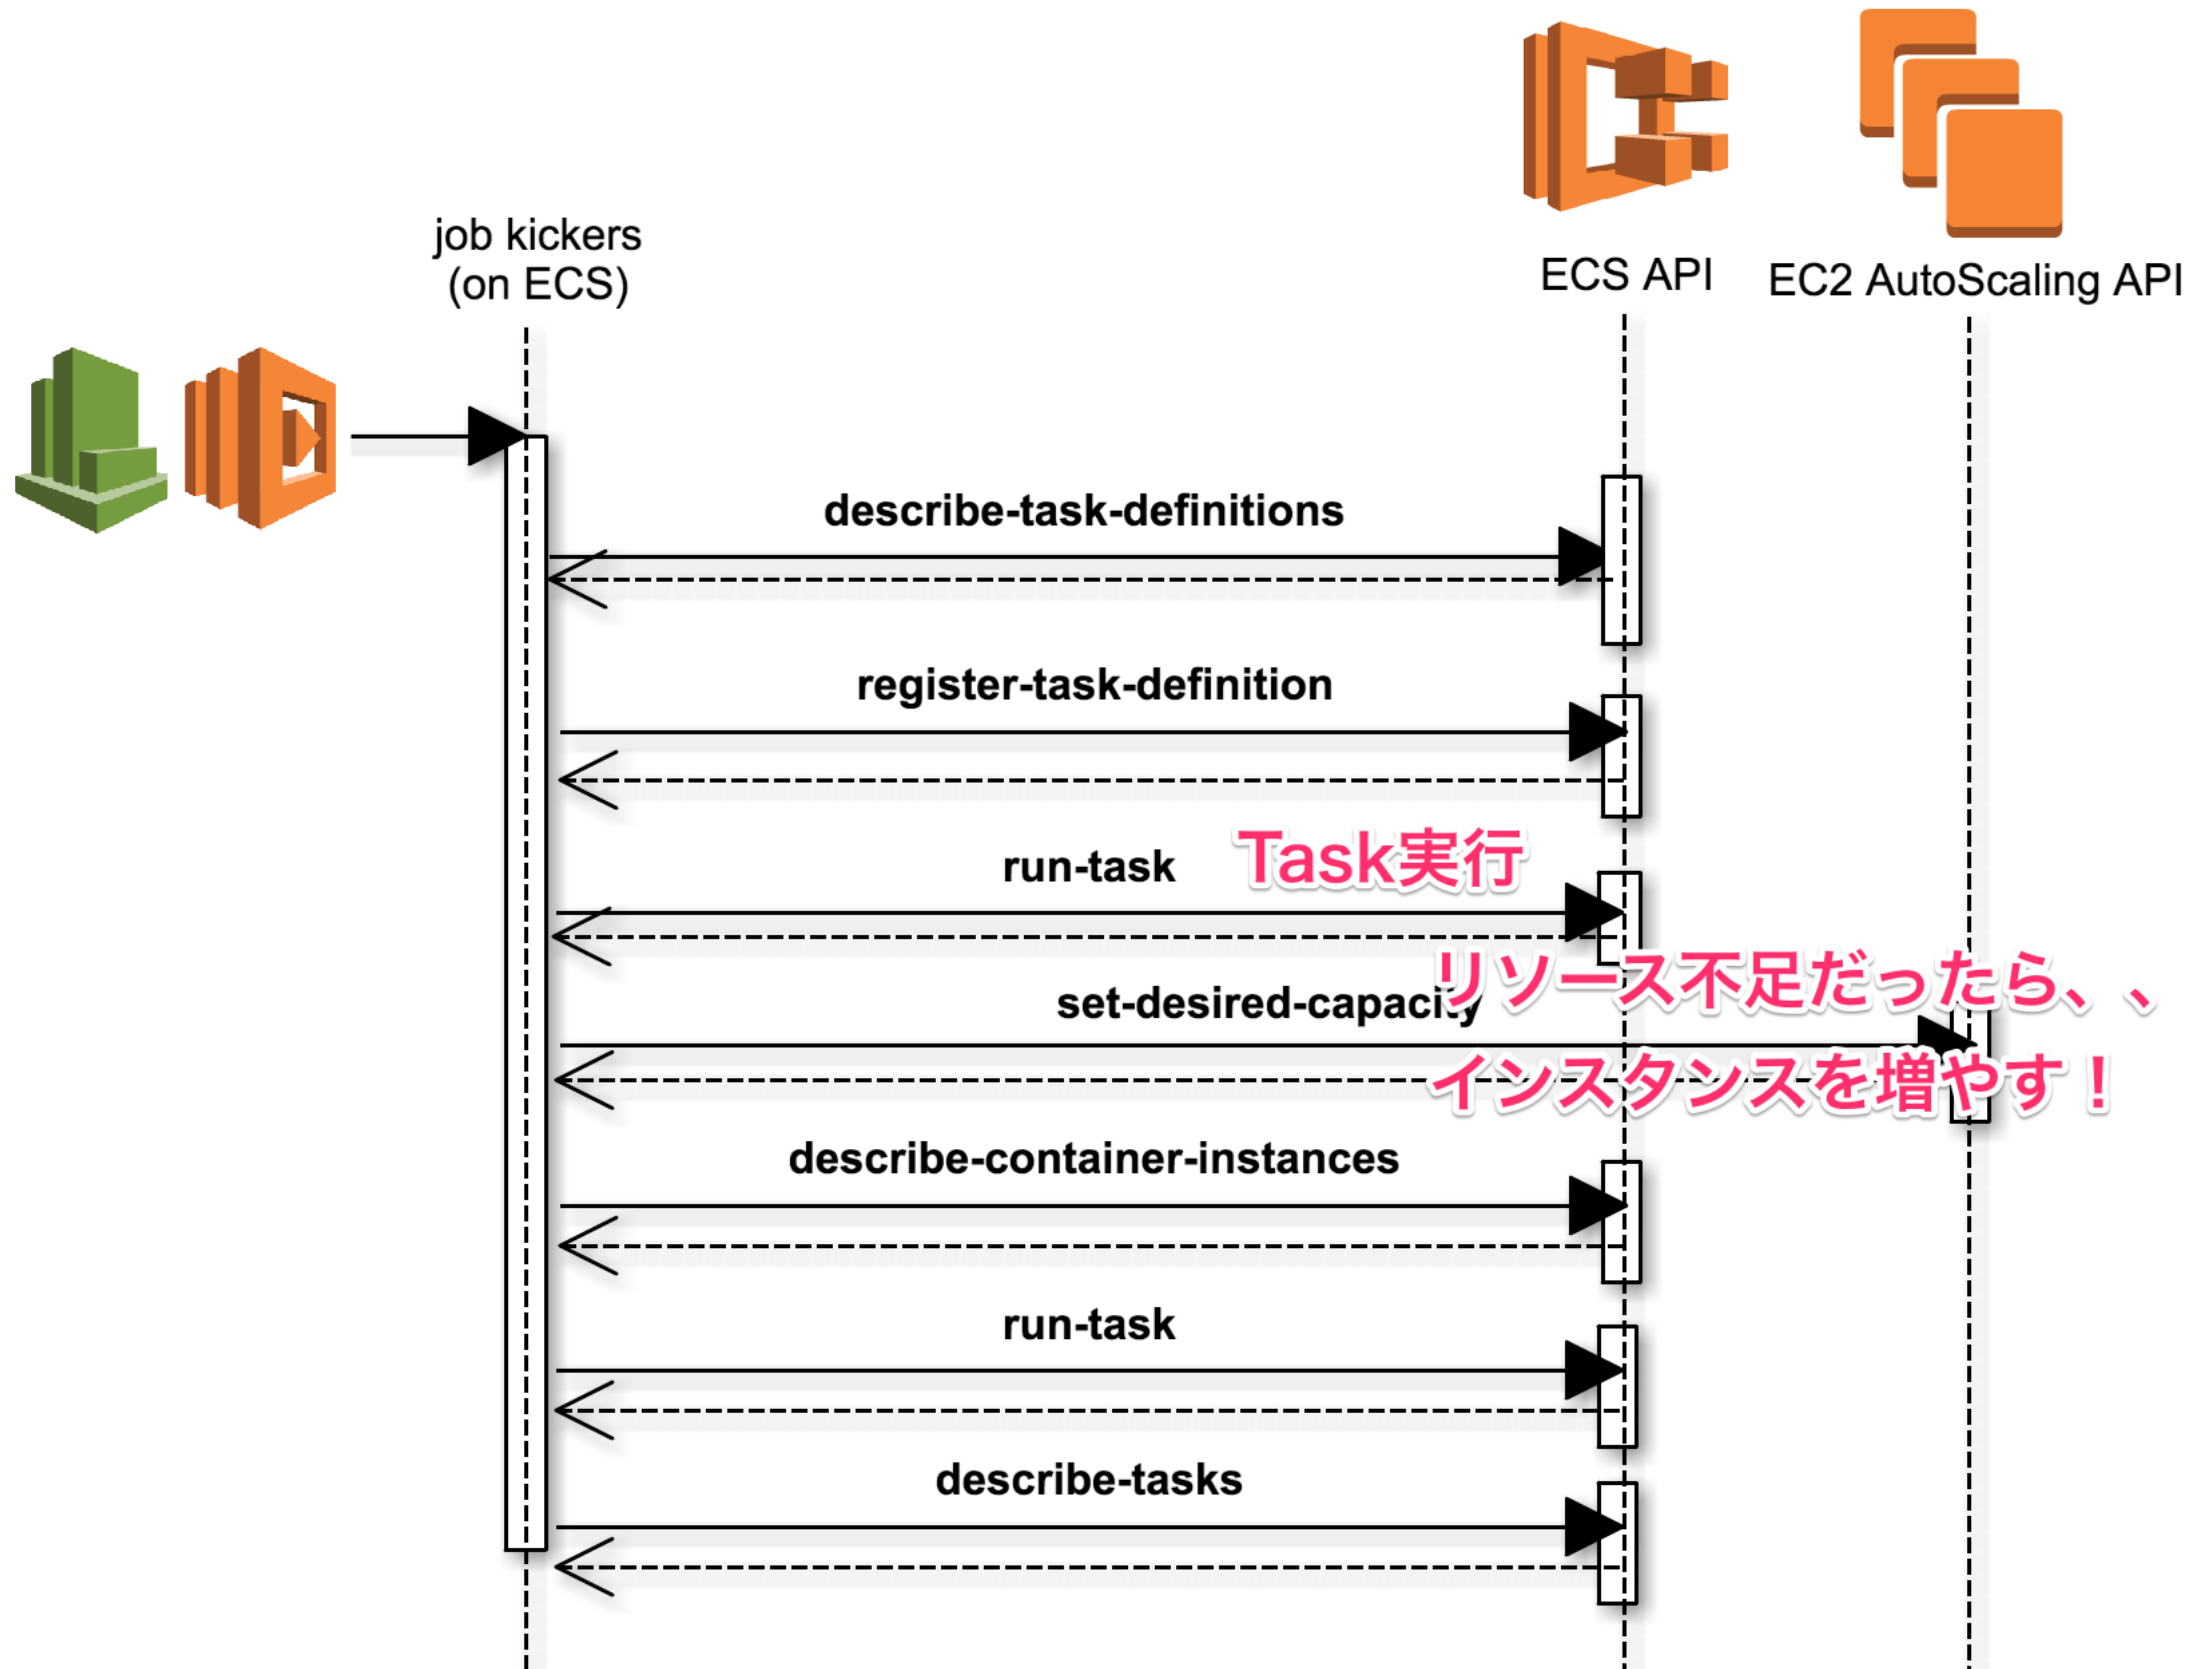 job kickers
(on ECS)
ECS API
EC2 AutoScaling API
describe-task-definitions
register-task-definition
run-task
Task実行
リソース不足だったら、、
set-desired-capacity
インスタンスを増やす！
describe-container-instances
run-task
describe-tasks